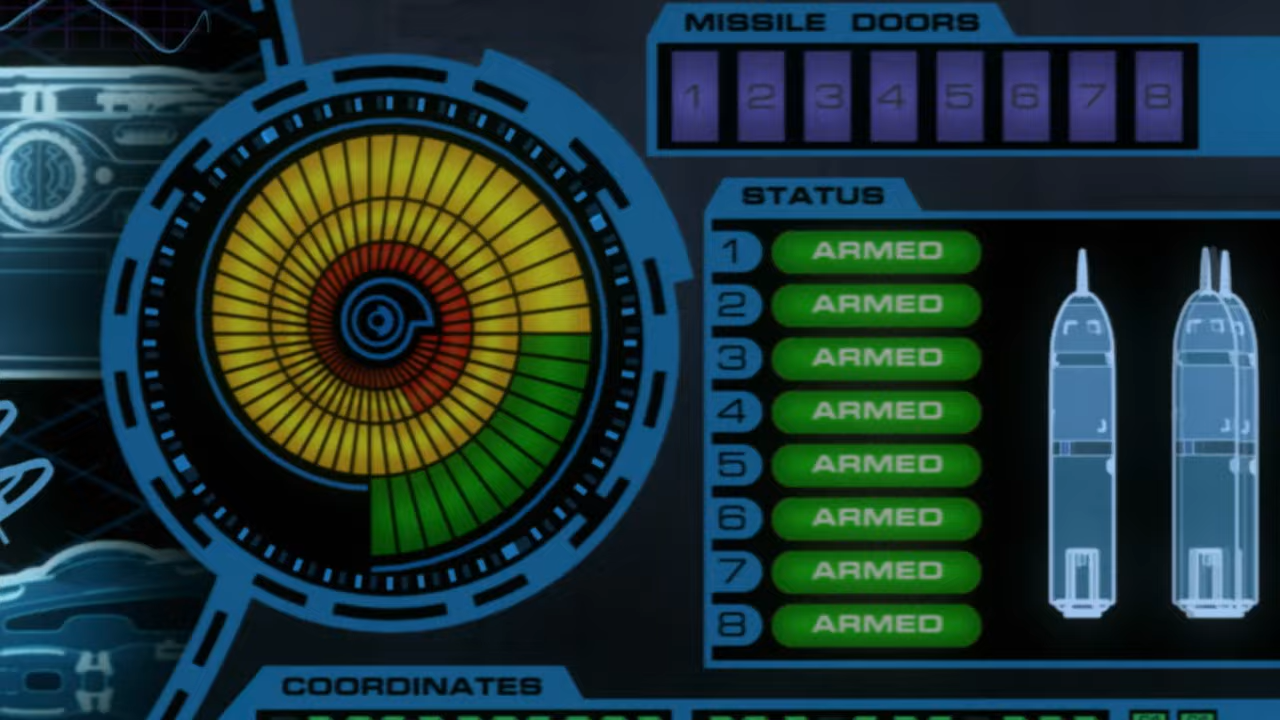 MISSILE DOORS
1 2 3 4 5 6 7 8
STATUS
1 ARMED
2 ARMED
3 ARMED
4 ARMED
5 ARMED
6 ARMED
7 ARMED
8 ARMED
COORDINATES